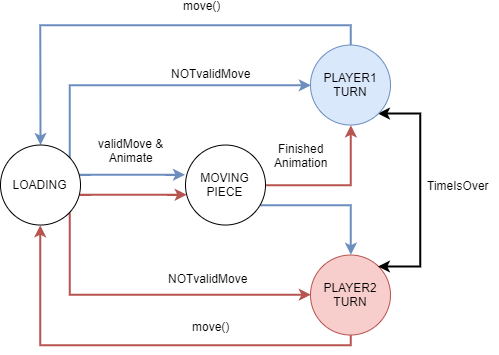 move()
NOTvalidMove
PLAYER1
TURN
validMove &
Animate
Finished
Animation
LOADING
MOVING
PIECE
TimeIsOver
NOTvalidMove
PLAYER2
TURN
move()